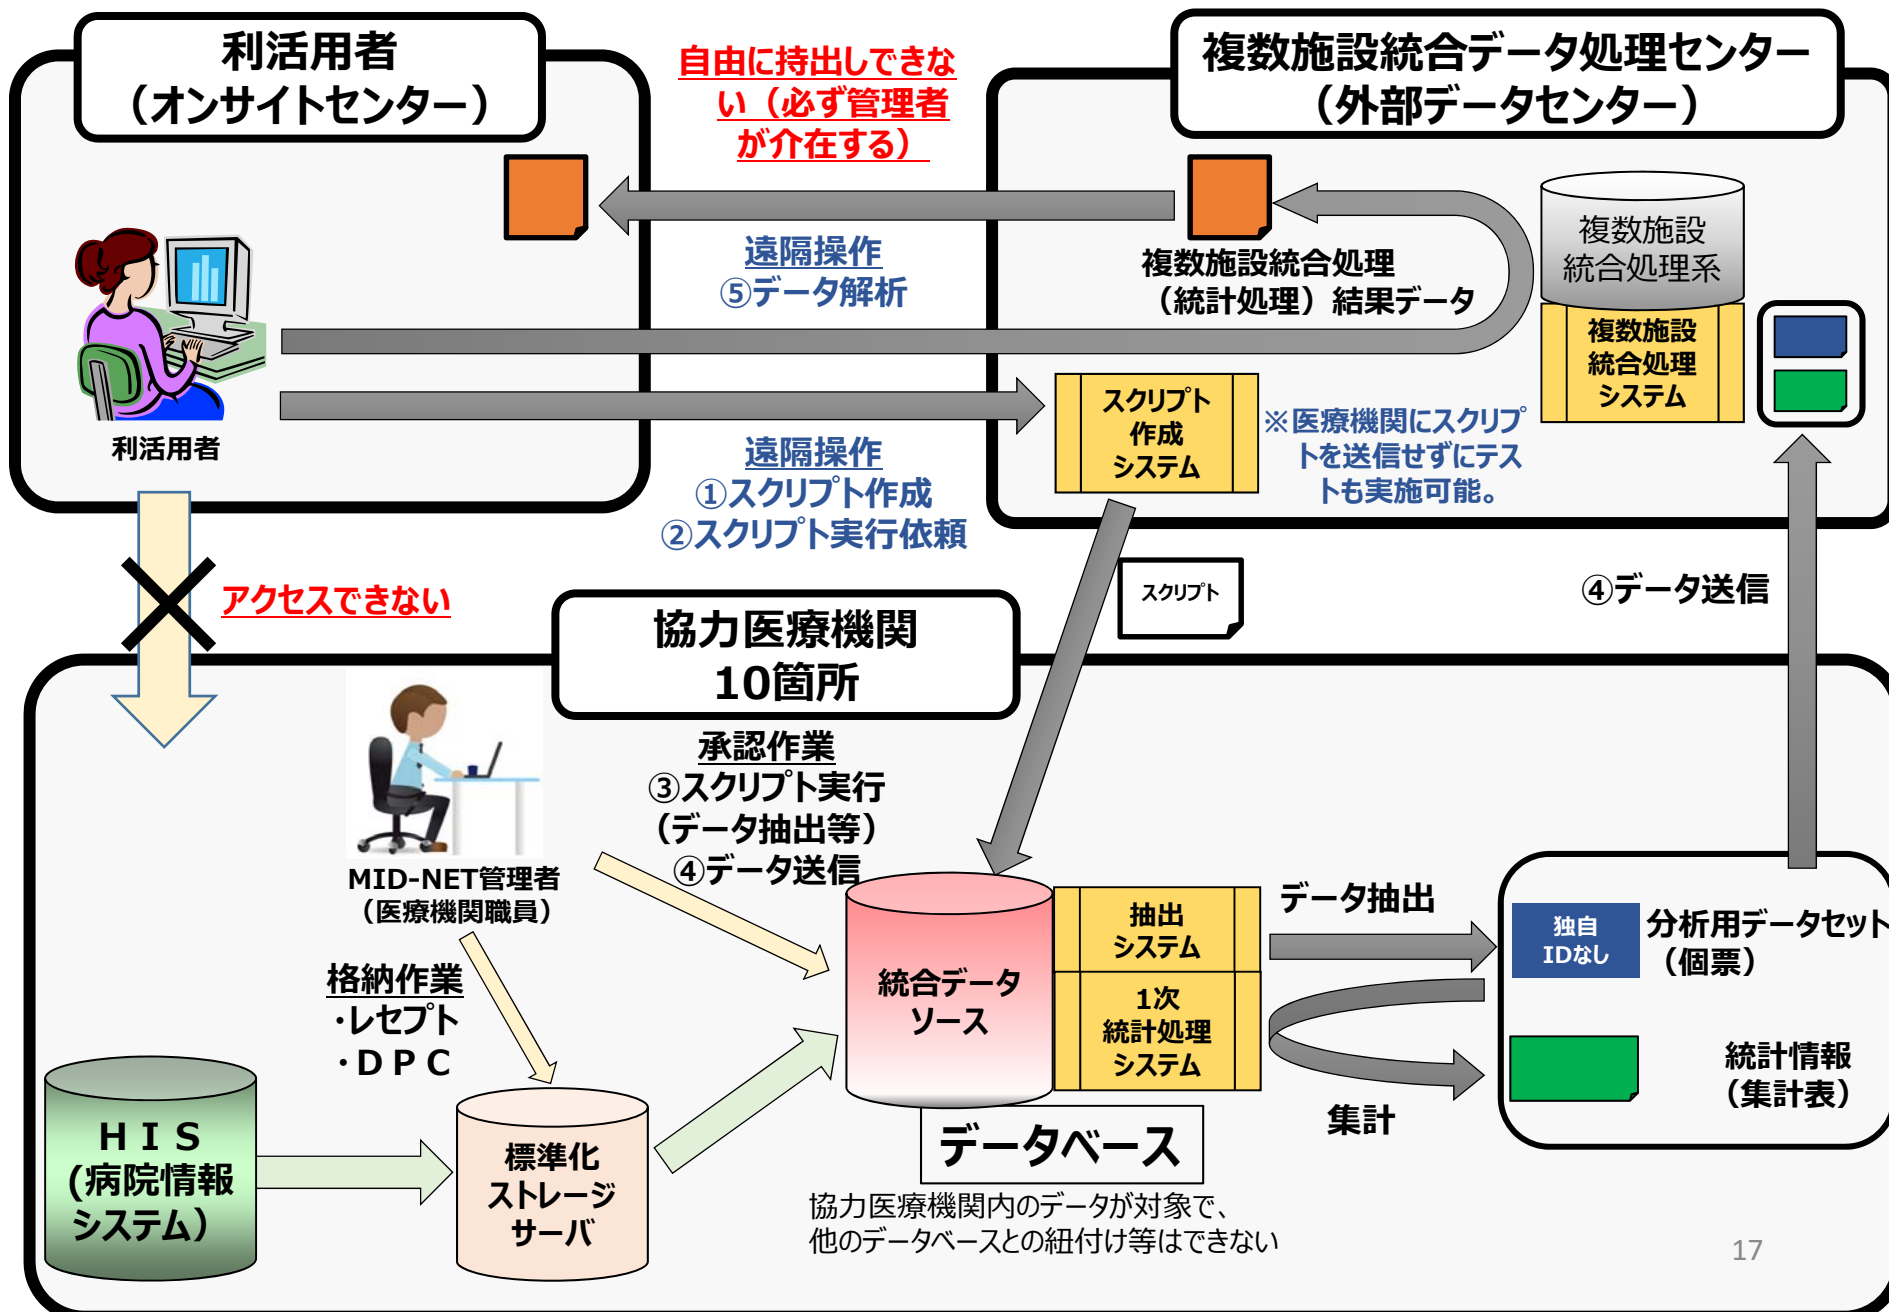 利活用者
（オンサイトセンター）
自由に持出しできな
い（必ず管理者
が介在する）
複数施設統合データ処理センター
（外部データセンター）
遠隔操作
⑤データ解析
複数施設統合処理
（統計処理）結果データ
複数施設
統合処理系
複数施設
統合処理
システム
利活用者
遠隔操作
①スクリプト作成
②スクリプト実行依頼
スクリプト
作成
システム
※医療機関にスクリプ
トを送信せずにテス
トも実施可能。
アクセスできない
スクリプト
④データ送信
協力医療機関
10箇所
承認作業
③スクリプト実行
（データ抽出等）
④データ送信
MID-NET管理者
（医療機関職員）
格納作業
・レセプト
・ＤＰＣ
ＨＩＳ
(病院情報
システム）
標準化
ストレージ
サーバ
統合データ
ソース
抽出
システム
1次
統計処理
システム
データ抽出
集計
独自
IDなし
分析用データセット
（個票）
統計情報
（集計表）
データベース
協力医療機関内のデータが対象で、
他のデータベースとの紐付け等はできない
17